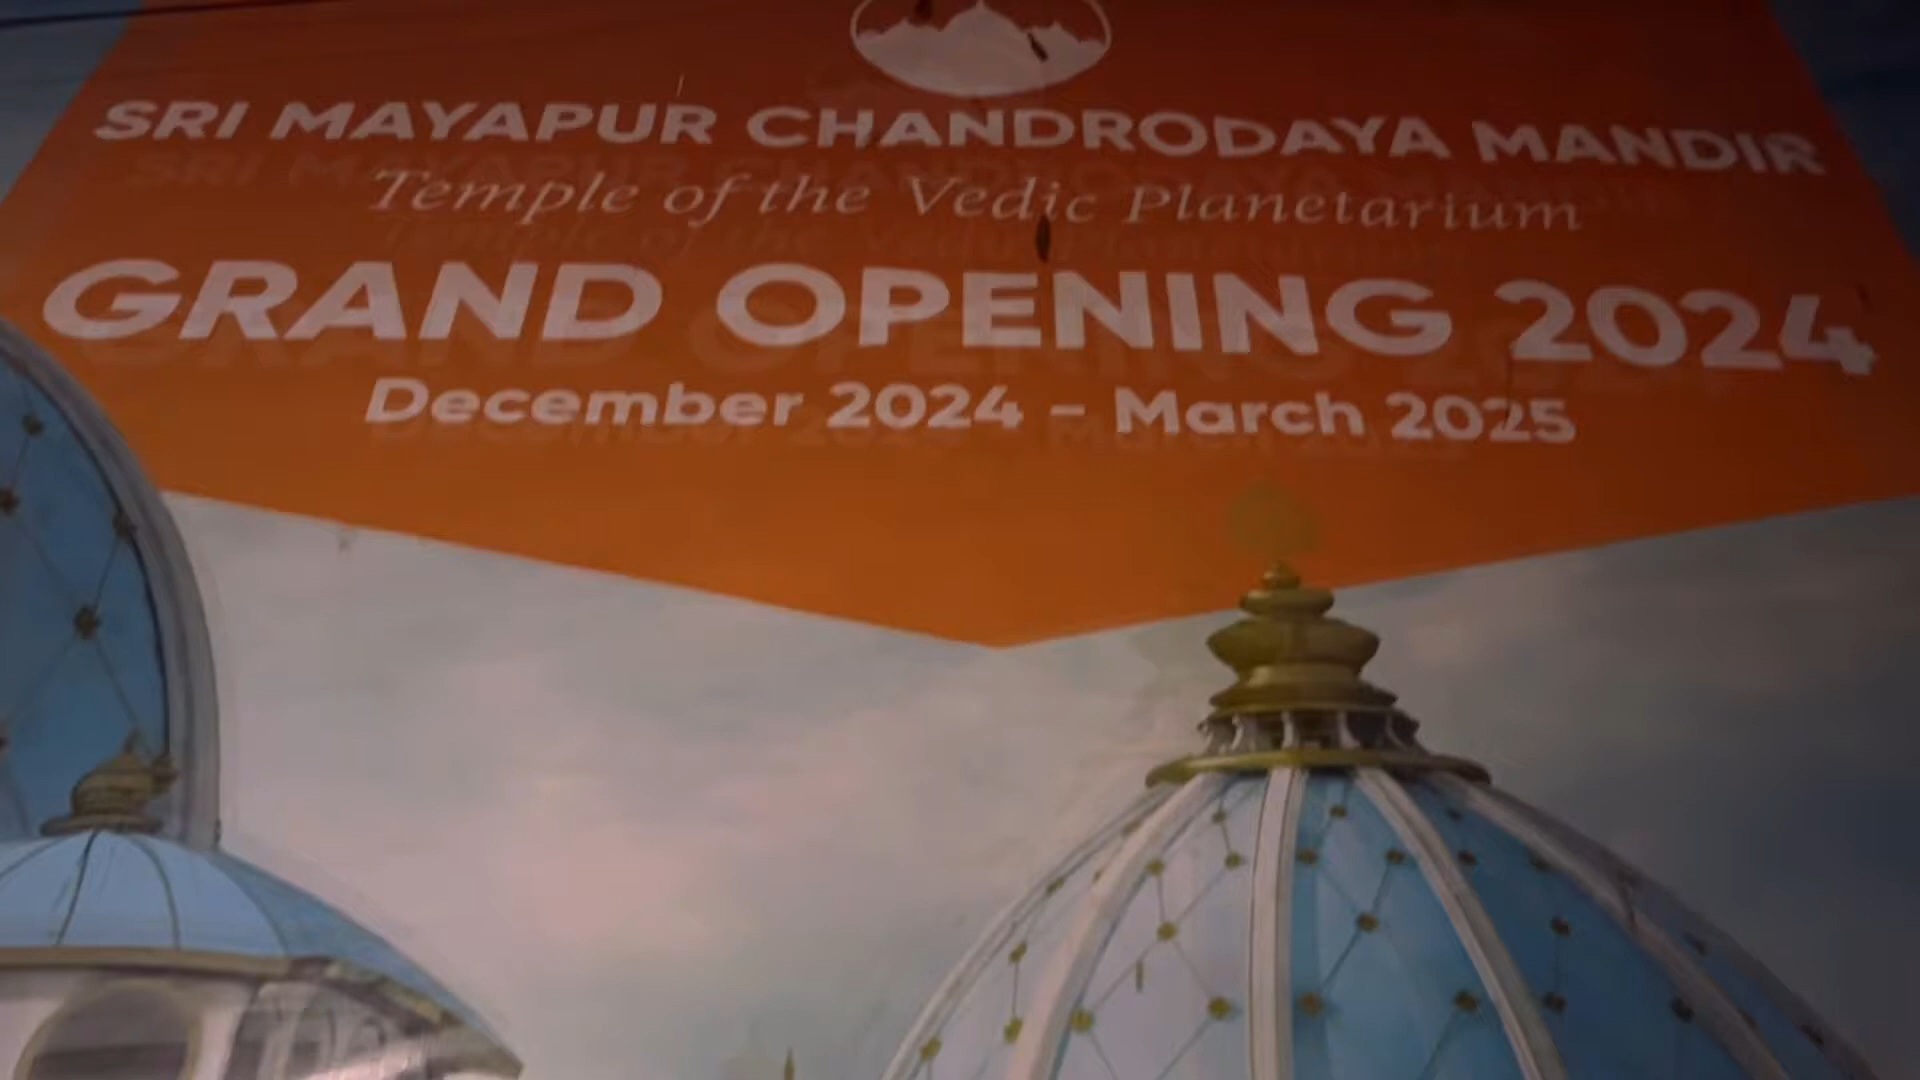 SRI MAYAPUR CHANDRODAYA MANDIR
Temple of the Vedic Planetarium
GRAND OPENING 2024
December 2024 – March 2025